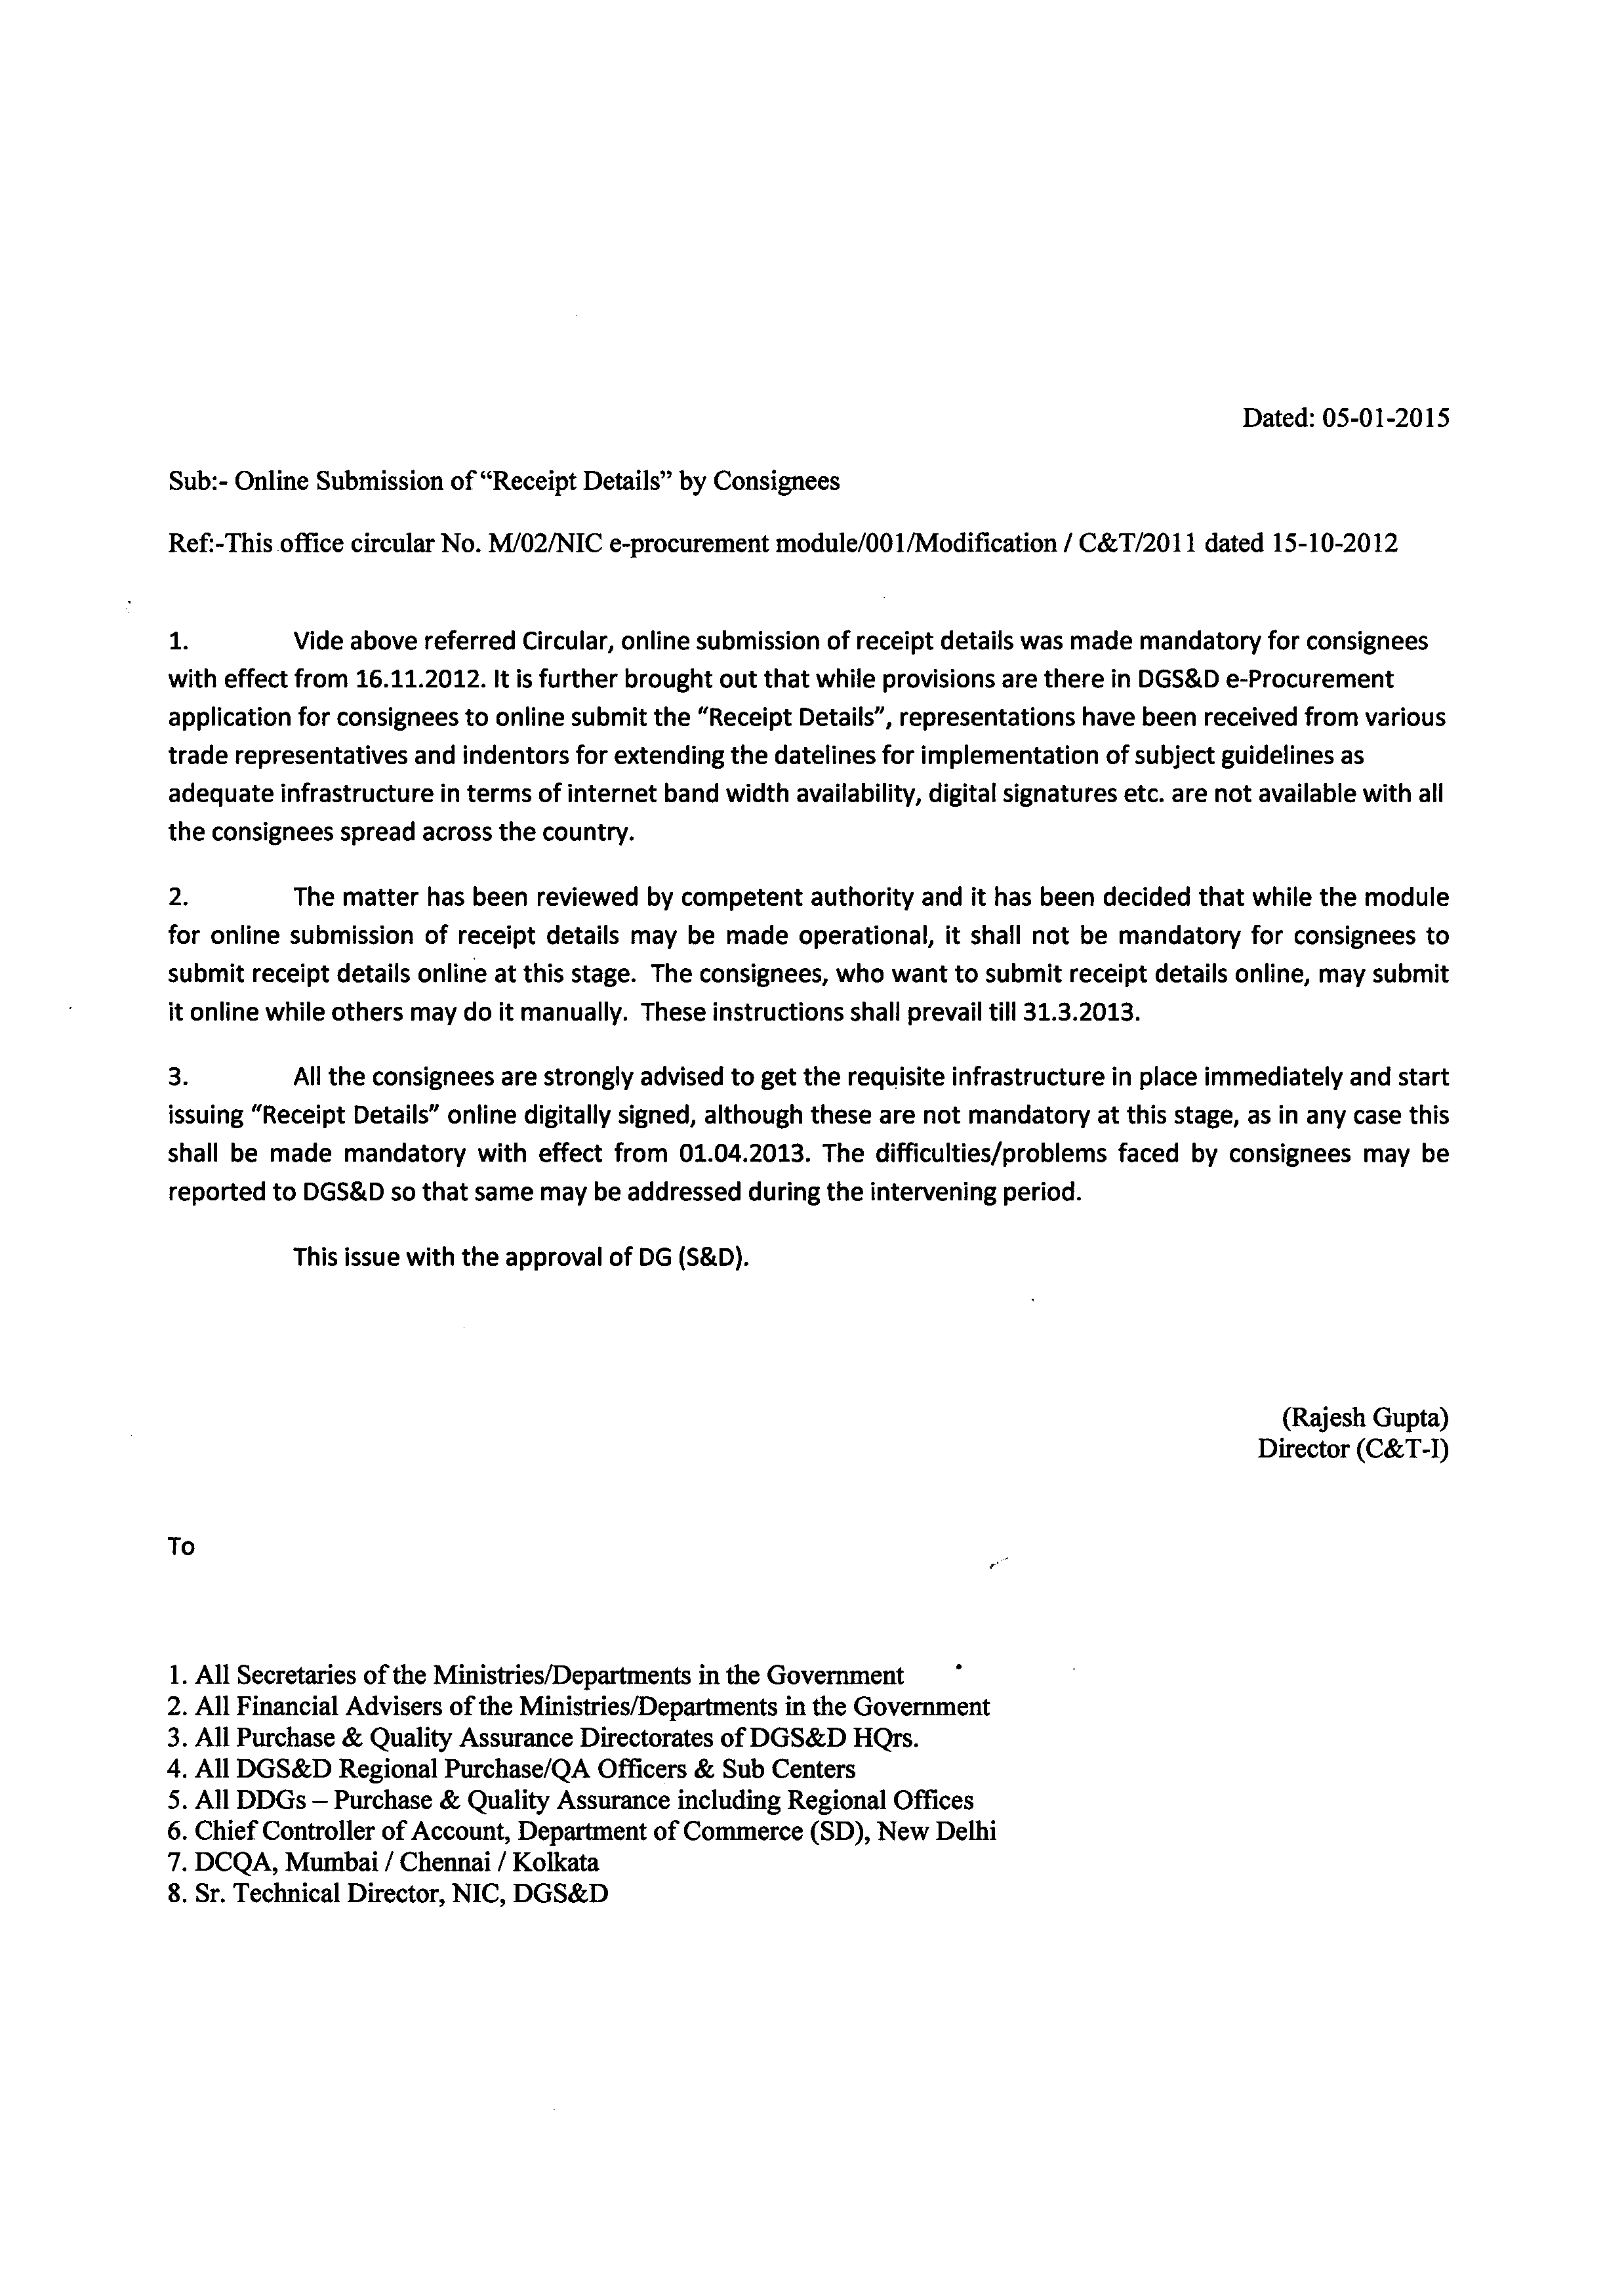 Dated: 05-01-2015
Sub:- Online Submission of “Receipt Details” by Consignees
Ref:-This office circular No. M/02/NIC e-procurement module/001/Modification / C&T/2011 dated 15-10-2012
1. Vide above referred Circular, online submission of receipt details was made mandatory for consignees
with effect from 16.11.2012. It is further brought out that while provisions are there in DGS&D e-Procurement
application for consignees to online submit the “Receipt Details”, representations have been received from various
trade representatives and indentors for extending the datelines for implementation of subject guidelines as
adequate infrastructure in terms of internet band width availability, digital signatures etc. are not available with all
the consignees spread across the country.
2. The matter has been reviewed by competent authority and it has been decided that while the module
for online submission of receipt details may be made operational, it shall not be mandatory for consignees to
submit receipt details online at this stage. The consignees, who want to submit receipt details online, may submit
it online while others may do it manually. These instructions shall prevail till 31.3.2013.
3. All the consignees are strongly advised to get the requisite infrastructure in place immediately and start
issuing “Receipt Details” online digitally signed, although these are not mandatory at this stage, as in any case this
shall be made mandatory with effect from 01.04.2013. The difficulties/problems faced by consignees may be
reported to DGS&D so that same may be addressed during the intervening period.
This issue with the approval of DG (S&D).
(Rajesh Gupta)
Director (C&T-I)
To
1. All Secretaries of the Ministries/Departments in the Government
2. All Financial Advisers of the Ministries/Departments in the Government
3. All Purchase & Quality Assurance Directorates of DGS&D HQrs.
4. All DGS&D Regional Purchase/QA Officers & Sub Centers
5. All DDGs – Purchase & Quality Assurance including Regional Offices
6. Chief Controller of Account, Department of Commerce (SD), New Delhi
7. DCQA, Mumbai / Chennai / Kolkata
8. Sr. Technical Director, NIC, DGS&D